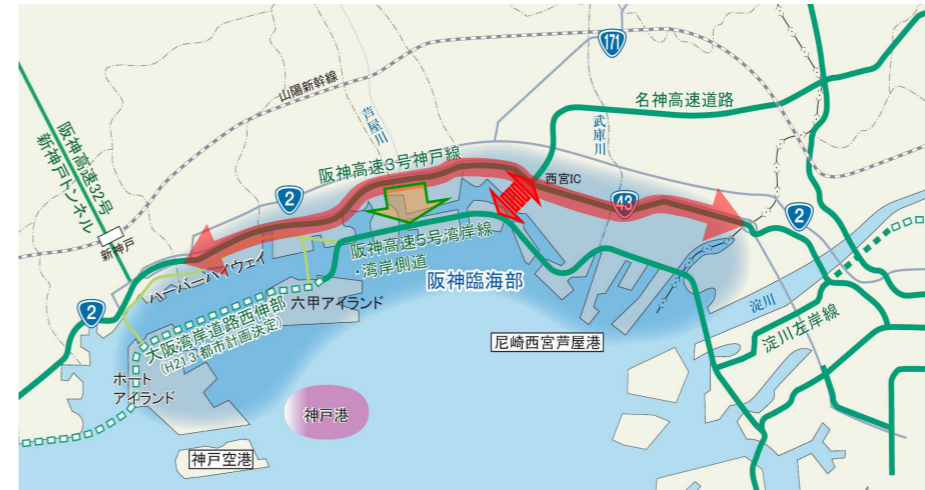 171
山陽新幹線
名神高速道路
芦屋川
武庫川
阪神高速32号
新神戸トンネル
阪神高速3号神戸線
西宮IC
2
43
2
新神戸
阪神高速5号湾岸線
・湾岸側道
ハーバーハイウェイ
阪神臨海部
六甲アイランド
淀川
2
大阪湾岸道路西伸部
(H21.3 都市計画決定)
淀川左岸線
尼崎西宮芦屋港
ポート
アイランド
神戸港
神戸空港